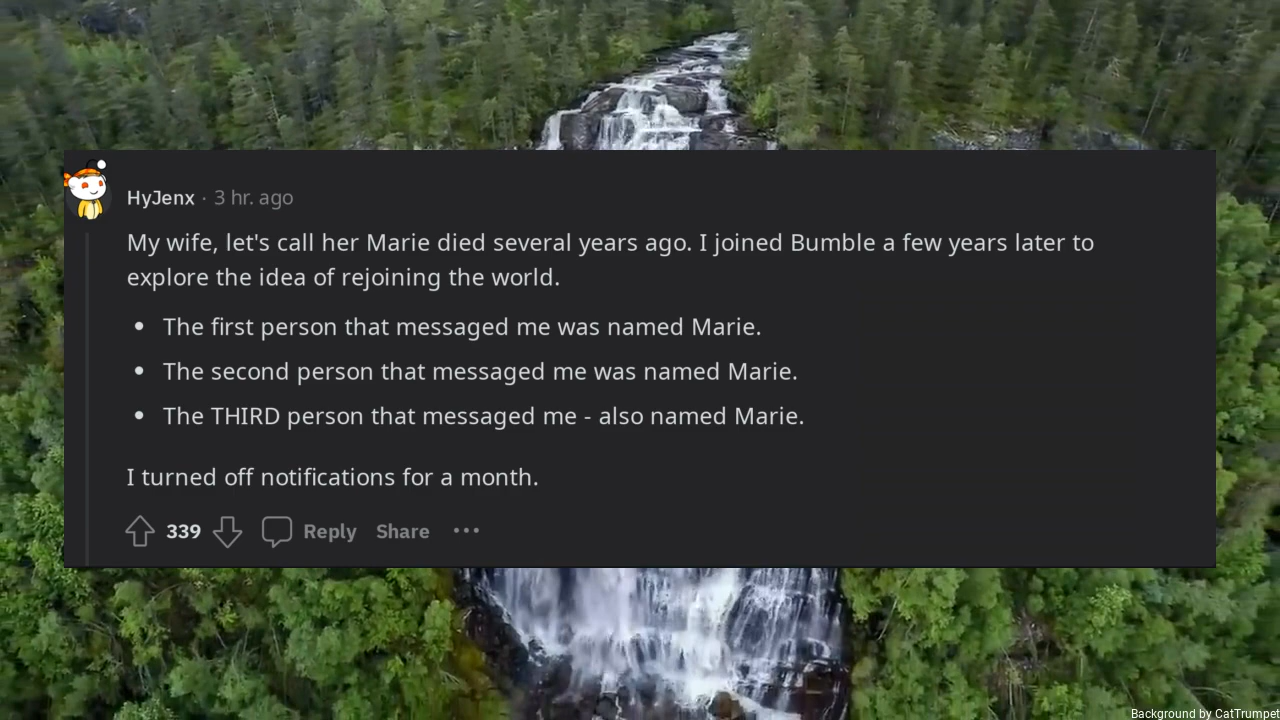 HyJenx · 3 hr. ago
My wife, let's call her Marie died several years ago. I joined Bumble a few years later to
explore the idea of rejoining the world.
• The first person that messaged me was named Marie.
• The second person that messaged me was named Marie.
• The THIRD person that messaged me - also named Marie.
I turned off notifications for a month.
339 Reply Share ···
Background by CatTrumpet